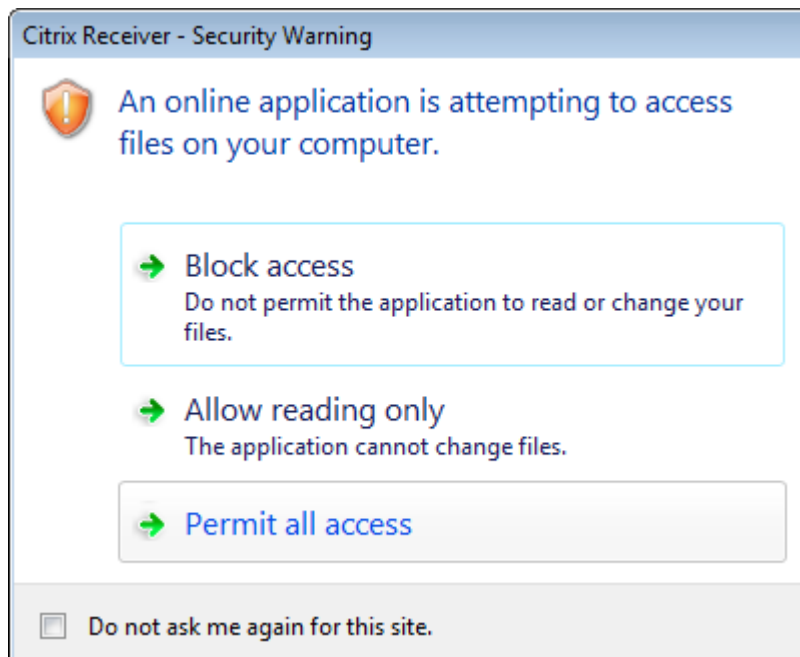 Citrix Receiver - Security Warning
An online application is attempting to access
files on your computer.
Block access
Do not permit the application to read or change your
files.
Allow reading only
The application cannot change files.
Permit all access
Do not ask me again for this site.